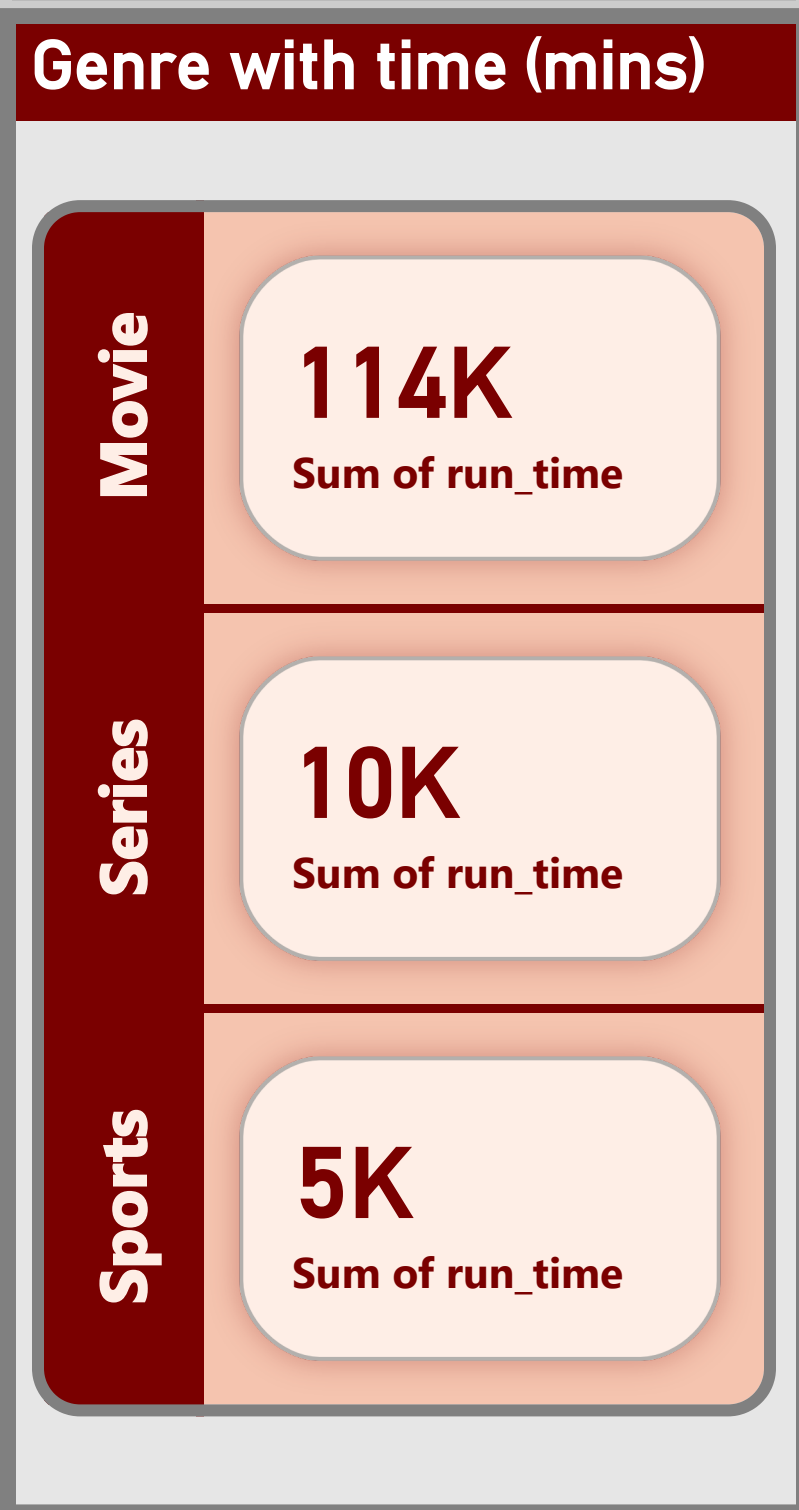 Genre with time (mins)
Movie
114K
Sum of run_time
Series
10K
Sum of run_time
Sports
5K
Sum of run_time